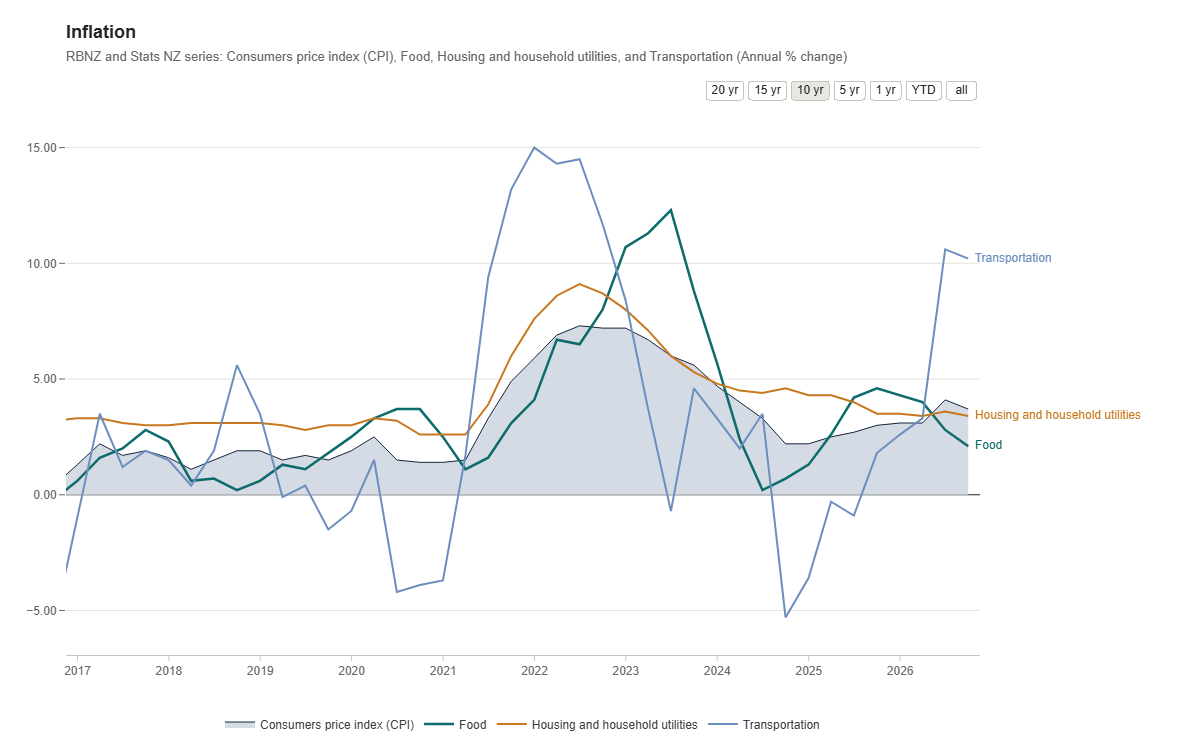 Inflation
RBNZ and Stats NZ series: Consumers price index (CPI), Food, Housing and household utilities, and Transportation (Annual % change)
20 yr 15 yr 10 yr 5 yr 1 yr YTD all
15.00
10.00
Transportation
5.00
Housing and household utilities
Food
0.00
−5.00
2017 2018 2019 2020 2021 2022 2023 2024 2025 2026
Consumers price index (CPI) Food Housing and household utilities Transportation